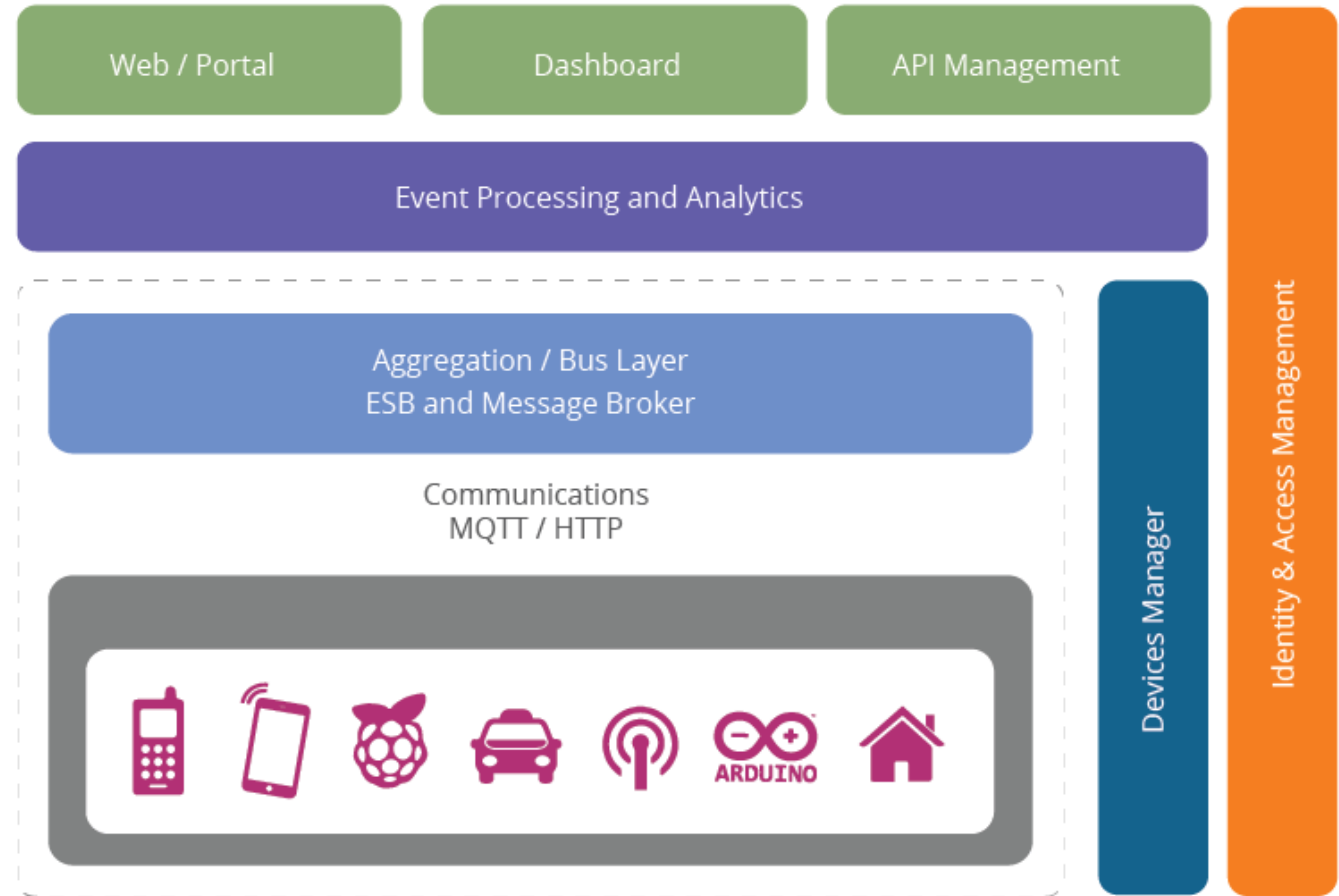 Web / Portal
Dashboard
API Management
Event Processing and Analytics
Aggregation / Bus Layer
ESB and Message Broker
Communications
MQTT / HTTP
ARDUINO
Devices Manager
Identity & Access Management